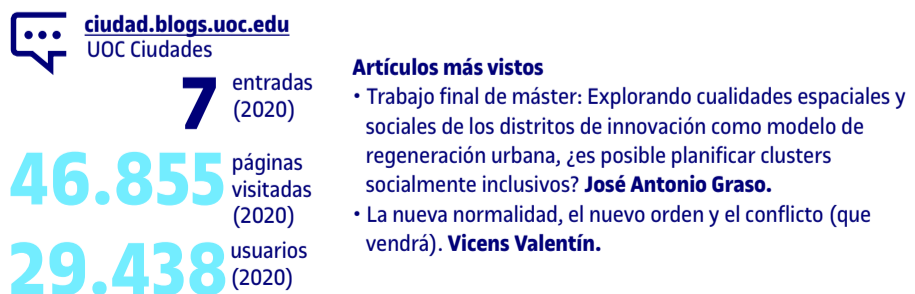 ciudad.blogs.uoc.edu
UOC Ciudades
7 entradas
(2020)
46.855 páginas
visitadas
(2020)
29.438 usuarios
(2020)
Artículos más vistos
• Trabajo final de máster: Explorando cualidades espaciales y
sociales de los distritos de innovación como modelo de
regeneración urbana, ¿es posible planificar clusters
socialmente inclusivos? José Antonio Graso.
• La nueva normalidad, el nuevo orden y el conflicto (que
vendrá). Vicens Valentín.